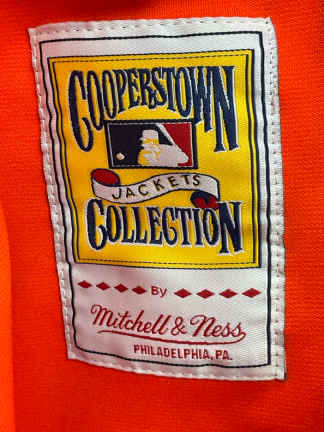 COOPERSTOWN
JACKETS
COLLECTION
By
Mitchell & Ness
PHILADELPHIA, PA.